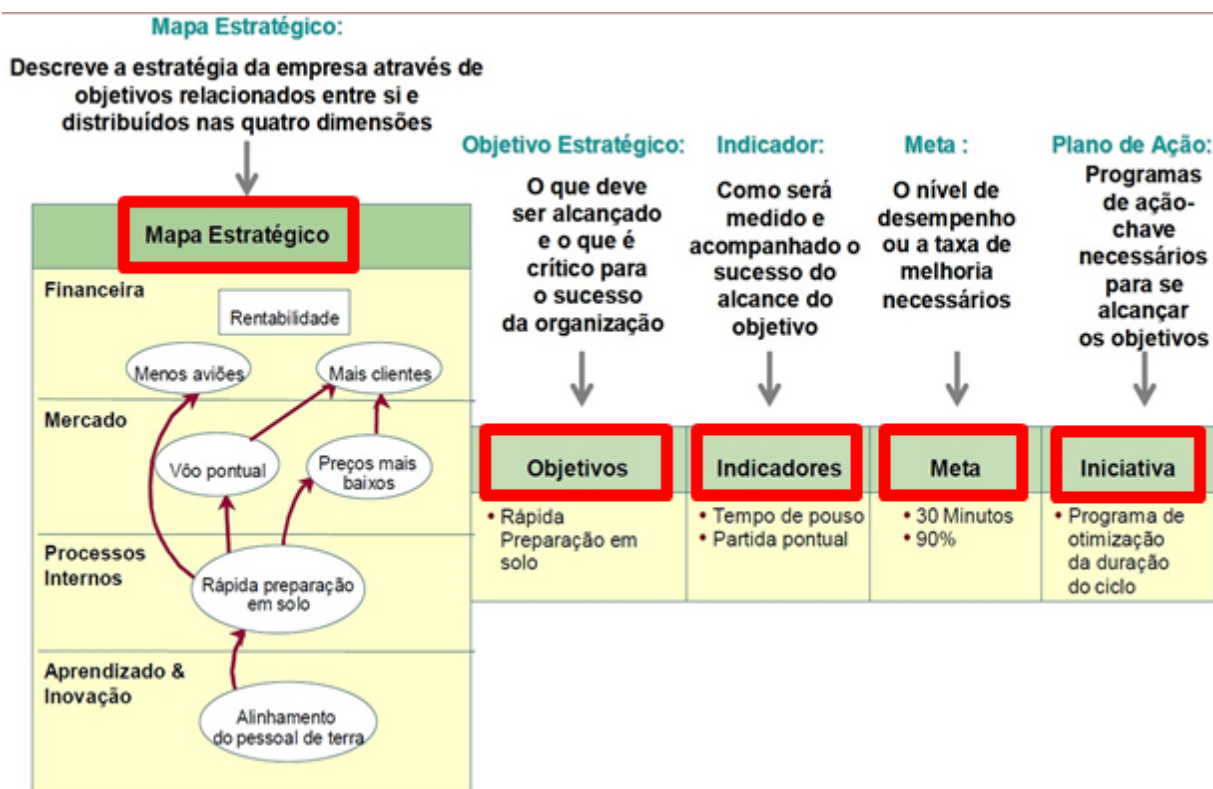 Mapa Estratégico:
Descreve a estratégia da empresa através de
objetivos relacionados entre si e
distribuídos nas quatro dimensões
Objetivo Estratégico:
O que deve
ser alcançado
e o que é
crítico para
o sucesso
da organização
Indicador:
Como será
medido e
acompanhado o
sucesso do
alcance do
objetivo
Meta :
O nível de
desempenho
ou a taxa de
melhoria
necessários
Plano de Ação:
Programas
de ação-
chave
necessários
para se
alcançar
os objetivos
Mapa Estratégico
Financeira
Rentabilidade
Menos aviões
Mais clientes
Mercado
Vôo pontual
Preços mais
baixos
Processos
Internos
Rápida preparação
em solo
Aprendizado &
Inovação
Alinhamento
do pessoal de terra
Objetivos
• Rápida
Preparação em
solo
Indicadores
• Tempo de pouso
• Partida pontual
Meta
• 30 Minutos
• 90%
Iniciativa
• Programa de
otimização
da duração
do ciclo